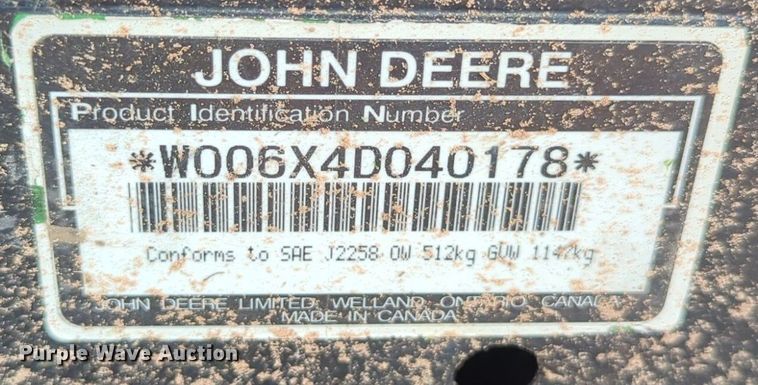 JOHN DEERE
Product Identification Number
*W006X4D040178*
Conforms to SAE J2258 OW 512kg GVW 1147kg
JOHN DEERE LIMITED WELLAND ONTARIO CANADA
MADE IN CANADA
Purple Wave Auction